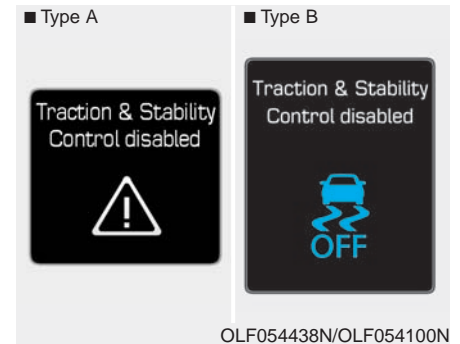 ■ Type A
Traction & Stability
Control disabled
■ Type B
Traction & Stability
Control disabled
OFF
OLF054438N/OLF054100N